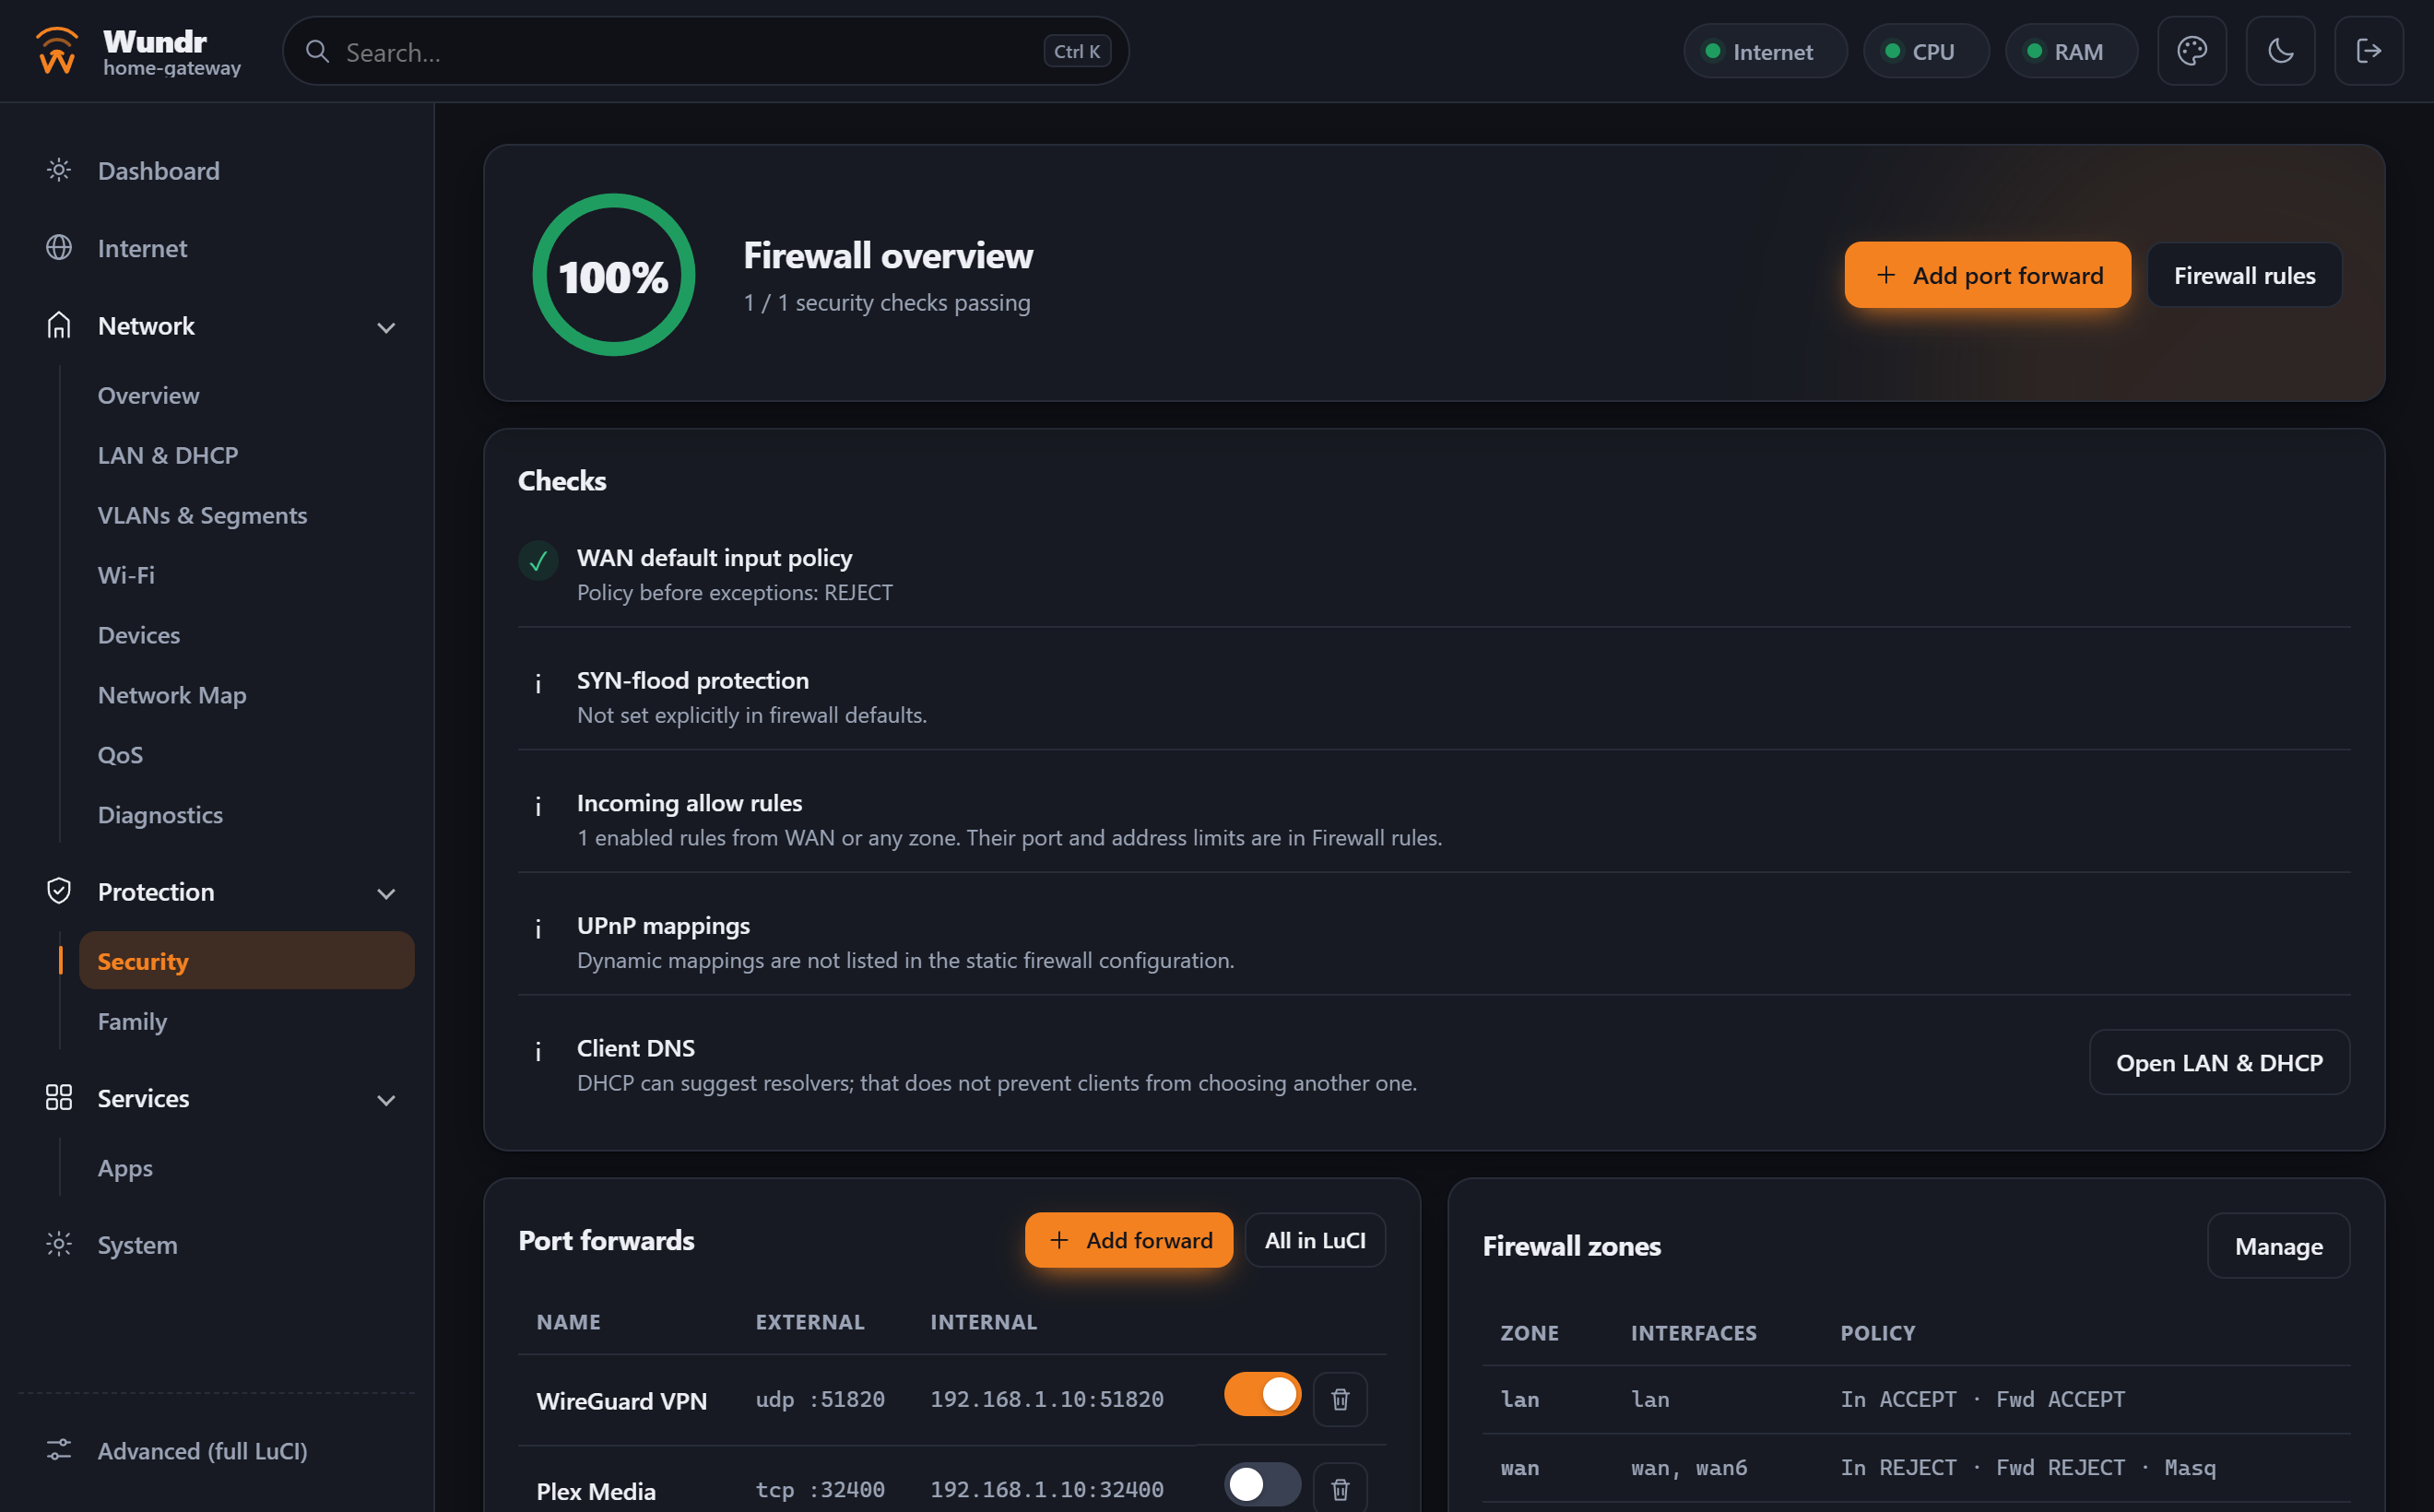 Wundr
home-gateway
Search...
Ctrl K
Internet
CPU
RAM
Dashboard
Internet
Network
Overview
LAN & DHCP
VLANs & Segments
Wi-Fi
Devices
Network Map
QoS
Diagnostics
Protection
Security
Family
Services
Apps
System
Advanced (full LuCI)
100%
Firewall overview
1 / 1 security checks passing
Add port forward
Firewall rules
Checks
WAN default input policy
Policy before exceptions: REJECT
SYN-flood protection
Not set explicitly in firewall defaults.
Incoming allow rules
1 enabled rules from WAN or any zone. Their port and address limits are in Firewall rules.
UPnP mappings
Dynamic mappings are not listed in the static firewall configuration.
Client DNS
DHCP can suggest resolvers; that does not prevent clients from choosing another one.
Open LAN & DHCP
Port forwards
Add forward
All in LuCI
NAME EXTERNAL INTERNAL
WireGuard VPN udp :51820 192.168.1.10:51820
Plex Media tcp :32400 192.168.1.10:32400
Firewall zones
Manage
ZONE INTERFACES POLICY
lan lan In ACCEPT · Fwd ACCEPT
wan wan, wan6 In REJECT · Fwd REJECT · Masq